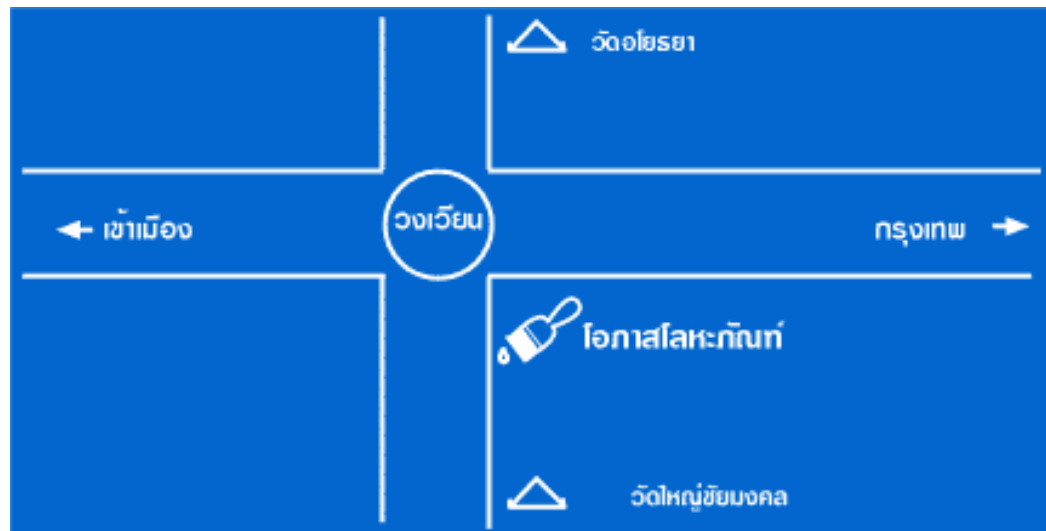 วัดอโยธยา
เข้าเมือง
วงเวียน
กรุงเทพ
โอภาสโลหะภัณฑ์
วัดใหญ่ชัยมงคล